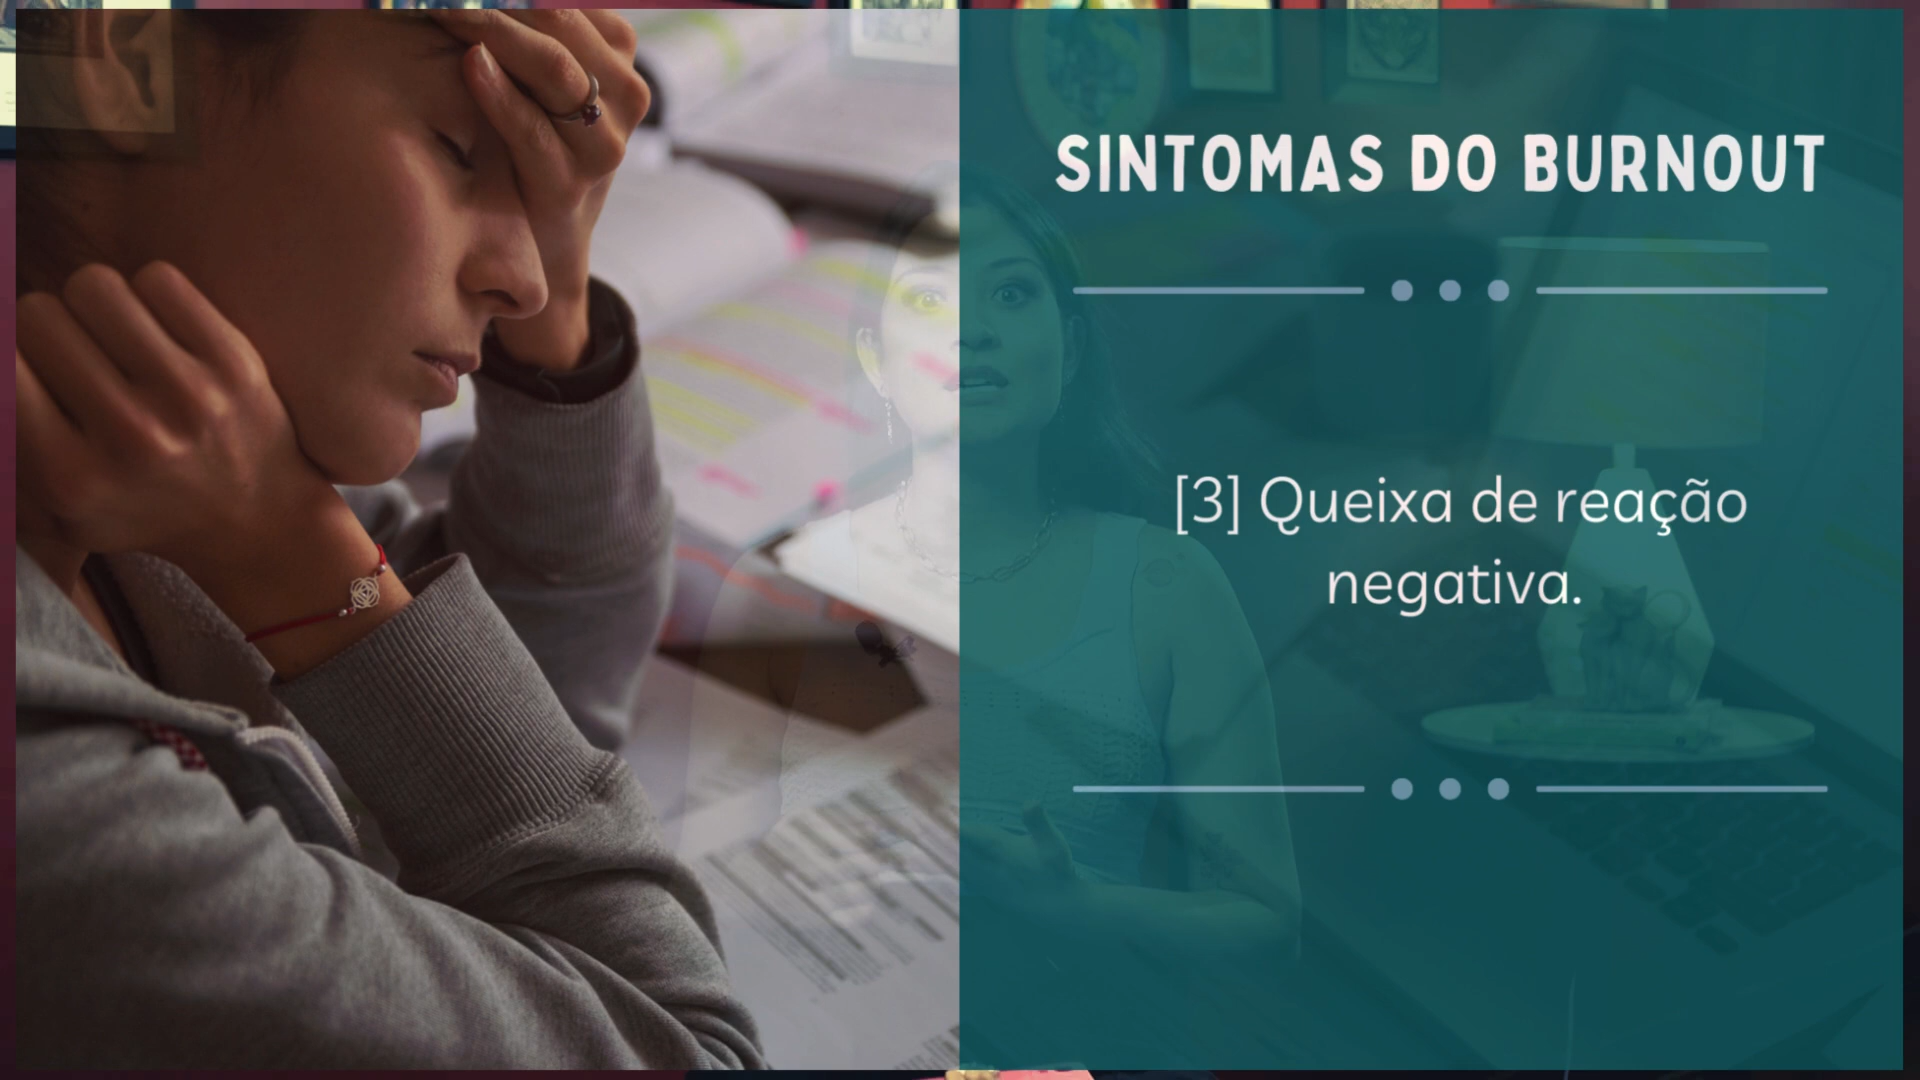 SINTOMAS DO BURNOUT
[3] Queixa de reação
negativa.